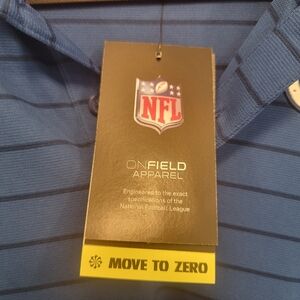 NFL
ONFIELD
APPAREL
Engineered to the exact
specifications of the
National Football League
MOVE TO ZERO